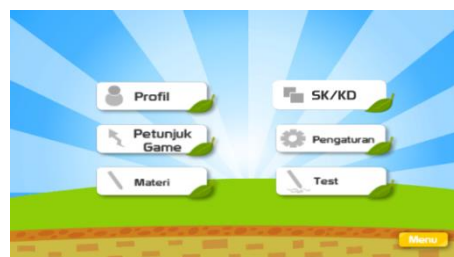 Profil
SK/KD
Petunjuk
Game
Pengaturan
Materi
Test
Menu